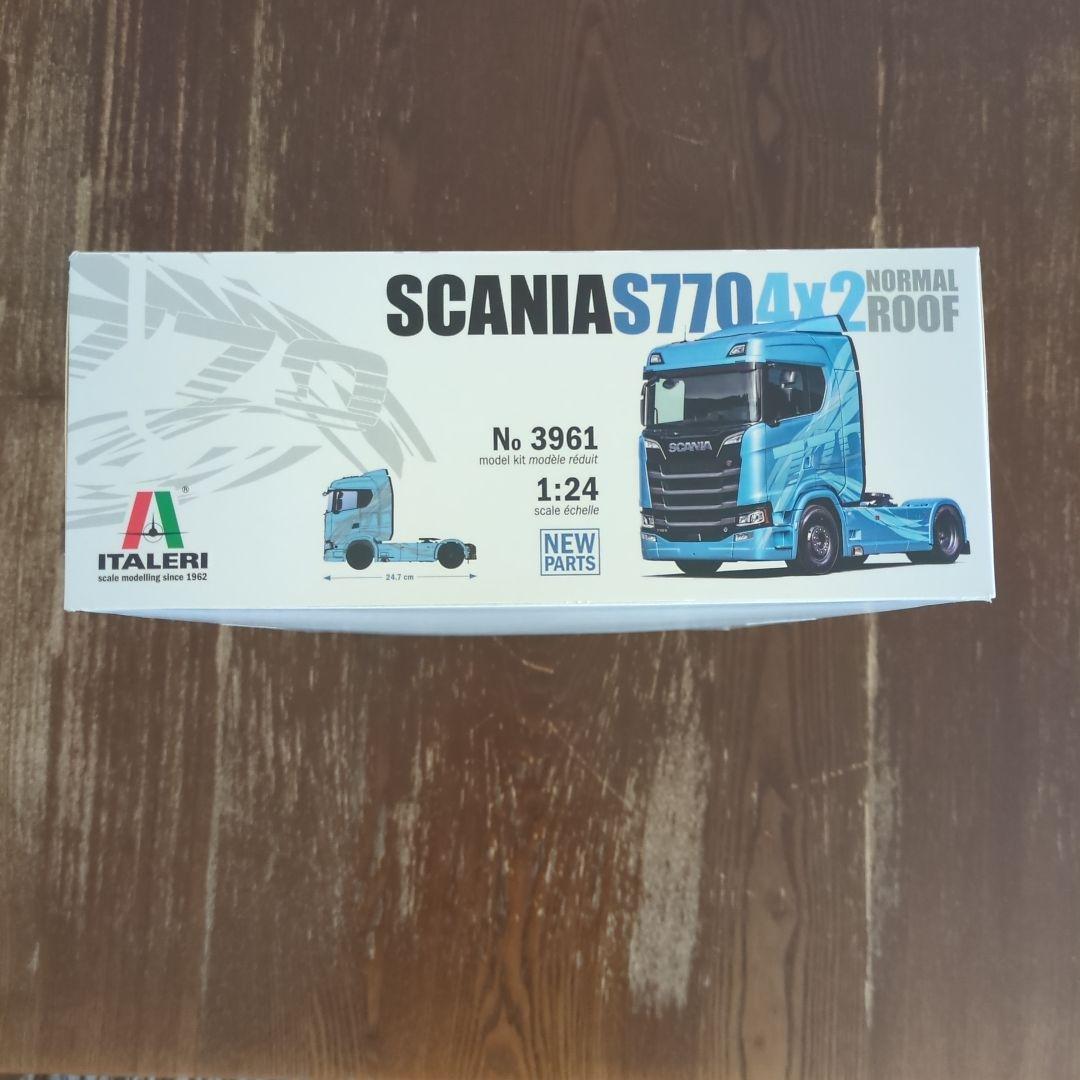 SCANIA S770 4x2 NORMAL ROOF
770
No 3961
model kit modèle réduit
1:24
scale échelle
NEW
PARTS
24.7 cm
ITALERI
®
scale modelling since 1962
SCANIA